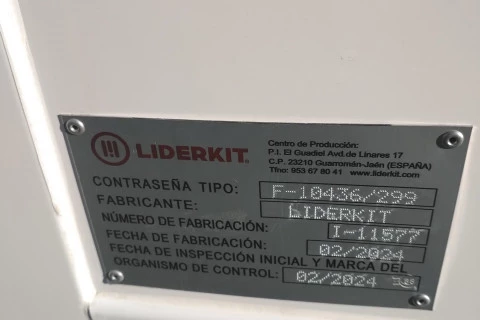 LIDERKIT
Centro de Producción:
P.I. El Guadiel Avd.de Linares 17
C.P. 23210 Guarromán-Jaén (ESPAÑA)
Tfno: 953 67 80 41 www.liderkit.com
CONTRASEÑA TIPO: F-10436/299
FABRICANTE: LIDERKIT
NÚMERO DE FABRICACIÓN: I-11577
FECHA DE FABRICACIÓN: 02/2024
FECHA DE INSPECCIÓN INICIAL Y MARCA DEL
ORGANISMO DE CONTROL: 02/2024